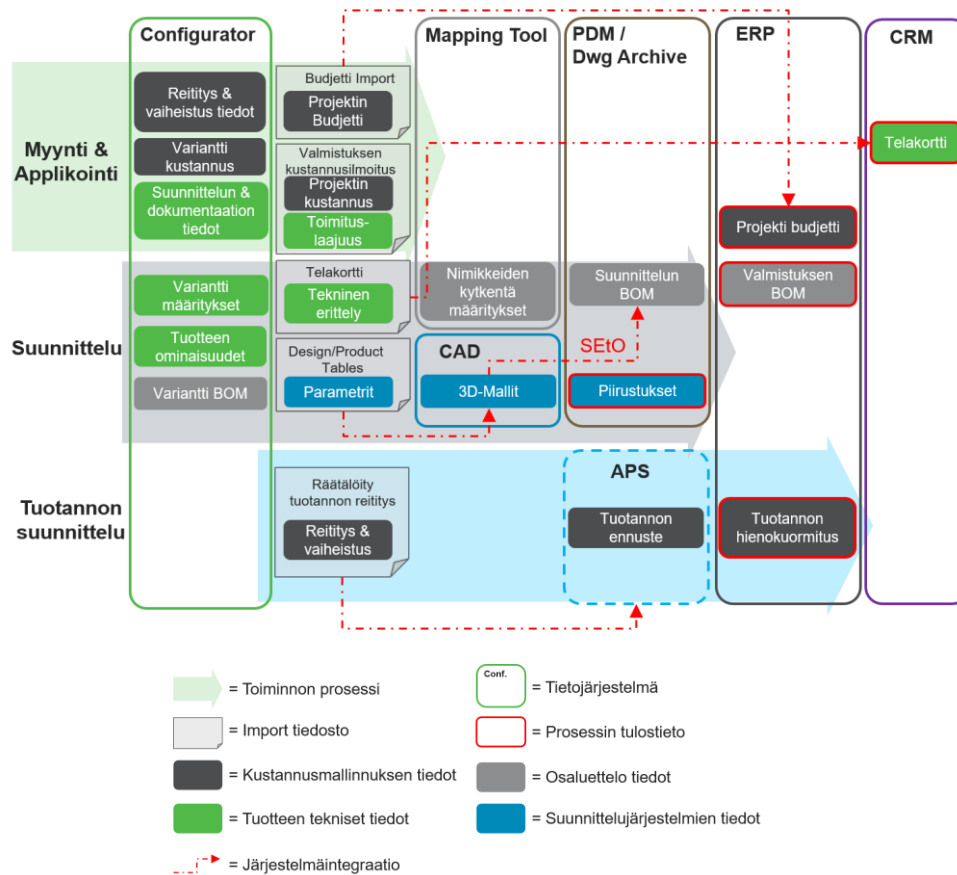 Configurator
Mapping Tool
PDM /
Dwg Archive
ERP
CRM
Myynti &
Applikointi
Reititys &
vaiheistus tiedot
Variantti
kustannus
Suunnittelun &
dokumentaation
tiedot
Budjetti Import
Projektin
Budjetti
Valmistuksen
kustannusilmoitus
Projektin
kustannus
Toimitus-
laajuus
Telakortti
Projekti budjetti
Suunnittelu
Variantti
määritykset
Tuotteen
ominaisuudet
Variantti BOM
Telakortti
Tekninen
erittely
Design/Product
Tables
Parametrit
Nimikkeiden
kytkentä
määritykset
CAD
3D-Mallit
Suunnittelun
BOM
SEtO
Piirustukset
Valmistuksen
BOM
Tuotannon
suunnittelu
Räätälöity
tuotannon reititys
Reititys &
vaiheistus
APS
Tuotannon
ennuste
Tuotannon
hienokuormitus
= Toiminnon prosessi
Conf.
= Tietojärjestelmä
= Import tiedosto
= Prosessin tulostieto
= Kustannusmallinnuksen tiedot
= Osaluettelo tiedot
= Tuotteen tekniset tiedot
= Suunnittelujärjestelmien tiedot
= Järjestelmäintegraatio